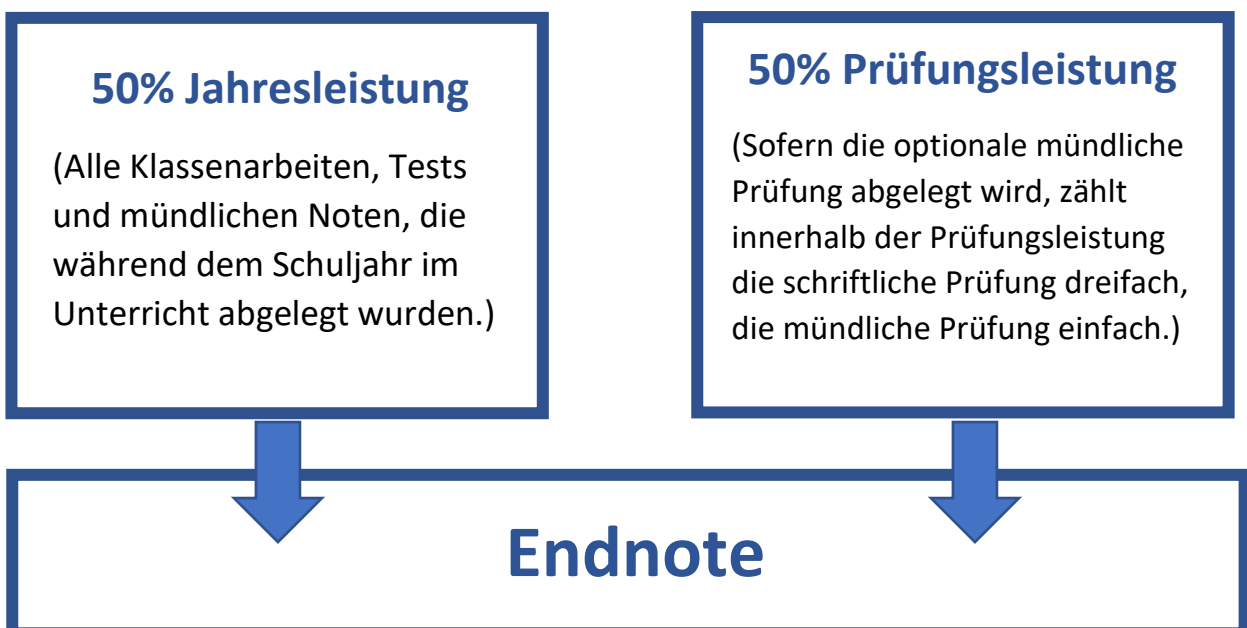 50% Jahresleistung
(Alle Klassenarbeiten, Tests
und mündlichen Noten, die
während dem Schuljahr im
Unterricht abgelegt wurden.)
50% Prüfungsleistung
(Sofern die optionale mündliche
Prüfung abgelegt wird, zählt
innerhalb der Prüfungsleistung
die schriftliche Prüfung dreifach,
die mündliche Prüfung einfach.)
Endnote